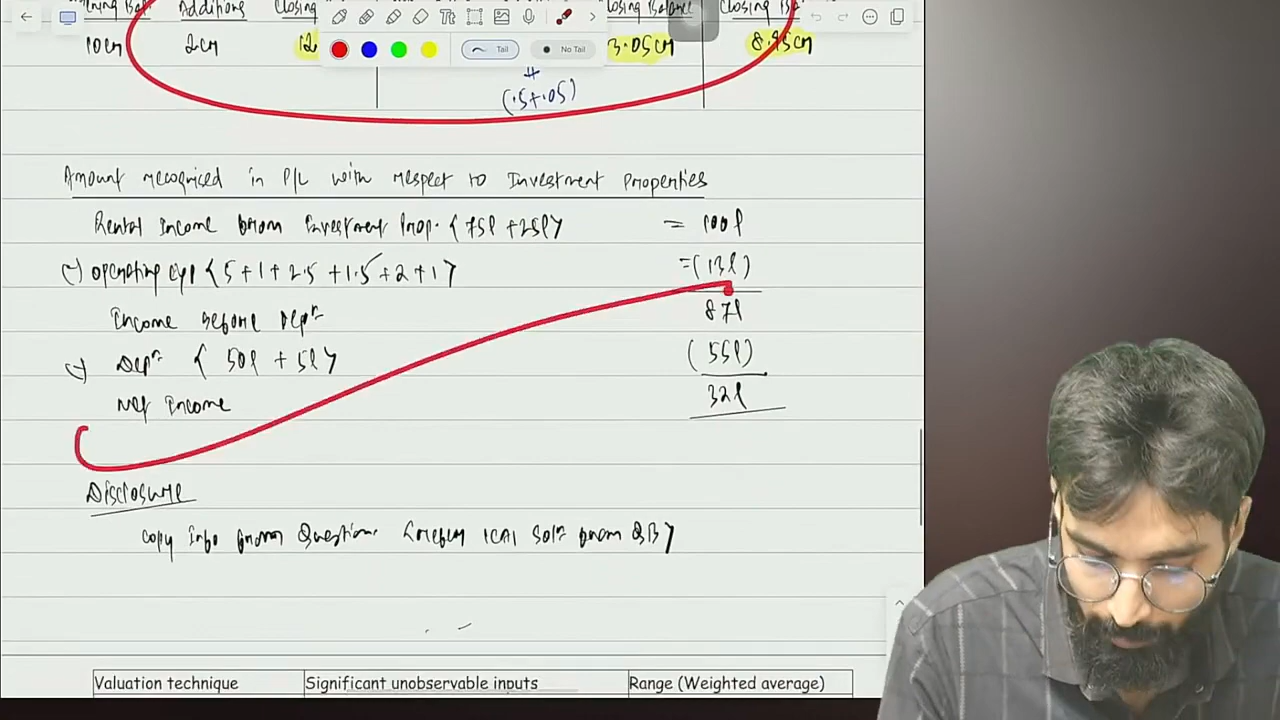 Additions Closing Closing Balance Closing
10cr 2cr 12 3.05cr 8.95cr
Tail No Tail
(.5+.05)
Amount recognised in P/L with respect to Investment Properties
Rental Income from Investment Prop. {75l + 25l} = 100l
(-) Operating exp {5+1+2.5+1.5+2+1} =(13l)
Income before Depn 87l
(-) Depn {50l + 5l} (55l)
Net Income 32l
Disclosure
Copy Info from Question. {Refer ICAI Soln from QB}
Valuation technique Significant unobservable inputs Range (Weighted average)